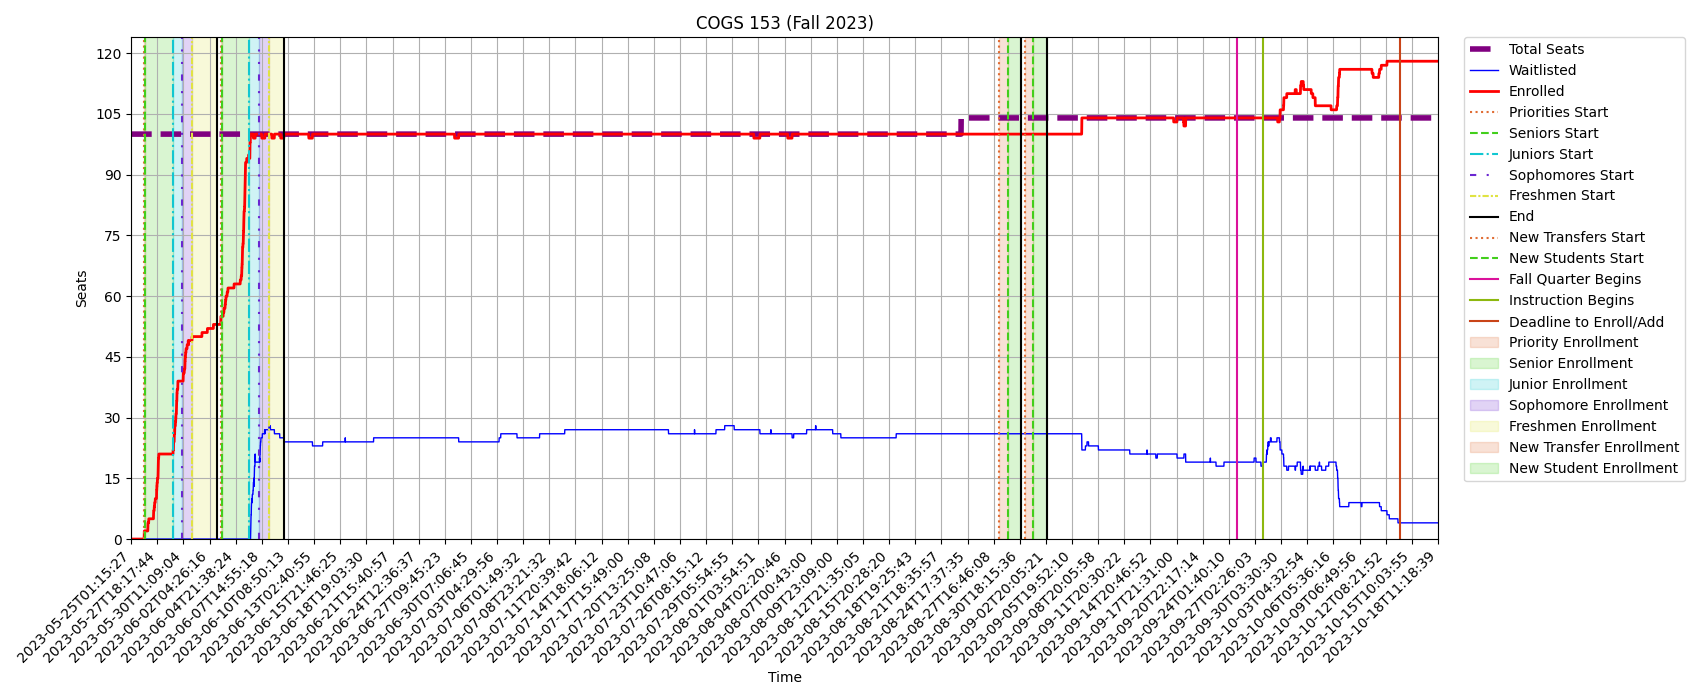 COGS 153 (Fall 2023)
120
105
90
75
60
45
30
15
0
Seats
2023-05-25T01:15:27
2023-05-27T18:17:44
2023-05-30T11:09:04
2023-06-02T04:26:16
2023-06-04T21:38:24
2023-06-07T14:55:18
2023-06-10T08:50:13
2023-06-13T02:40:55
2023-06-15T21:46:25
2023-06-18T19:03:30
2023-06-21T15:40:57
2023-06-24T12:36:37
2023-06-27T09:45:23
2023-06-30T07:06:45
2023-07-03T04:29:56
2023-07-06T01:49:32
2023-07-08T23:21:32
2023-07-11T20:39:42
2023-07-14T18:06:12
2023-07-17T15:49:00
2023-07-20T13:25:08
2023-07-23T10:47:06
2023-07-26T08:15:12
2023-07-29T05:54:55
2023-08-01T03:54:51
2023-08-04T02:20:46
2023-08-07T00:43:00
2023-08-09T23:09:00
2023-08-12T21:35:05
2023-08-15T20:28:20
2023-08-18T19:25:43
2023-08-21T18:35:57
2023-08-24T17:37:35
2023-08-27T16:46:08
2023-08-30T18:15:36
2023-09-02T20:05:21
2023-09-05T19:52:10
2023-09-08T20:05:58
2023-09-11T20:30:22
2023-09-14T20:46:52
2023-09-17T21:31:00
2023-09-20T22:17:14
2023-09-24T01:40:10
2023-09-27T02:26:03
2023-09-30T03:30:30
2023-10-03T04:32:54
2023-10-06T05:36:16
2023-10-09T06:49:56
2023-10-12T08:21:52
2023-10-15T10:03:55
2023-10-18T11:18:39
Time
Total Seats
Waitlisted
Enrolled
Priorities Start
Seniors Start
Juniors Start
Sophomores Start
Freshmen Start
End
New Transfers Start
New Students Start
Fall Quarter Begins
Instruction Begins
Deadline to Enroll/Add
Priority Enrollment
Senior Enrollment
Junior Enrollment
Sophomore Enrollment
Freshmen Enrollment
New Transfer Enrollment
New Student Enrollment